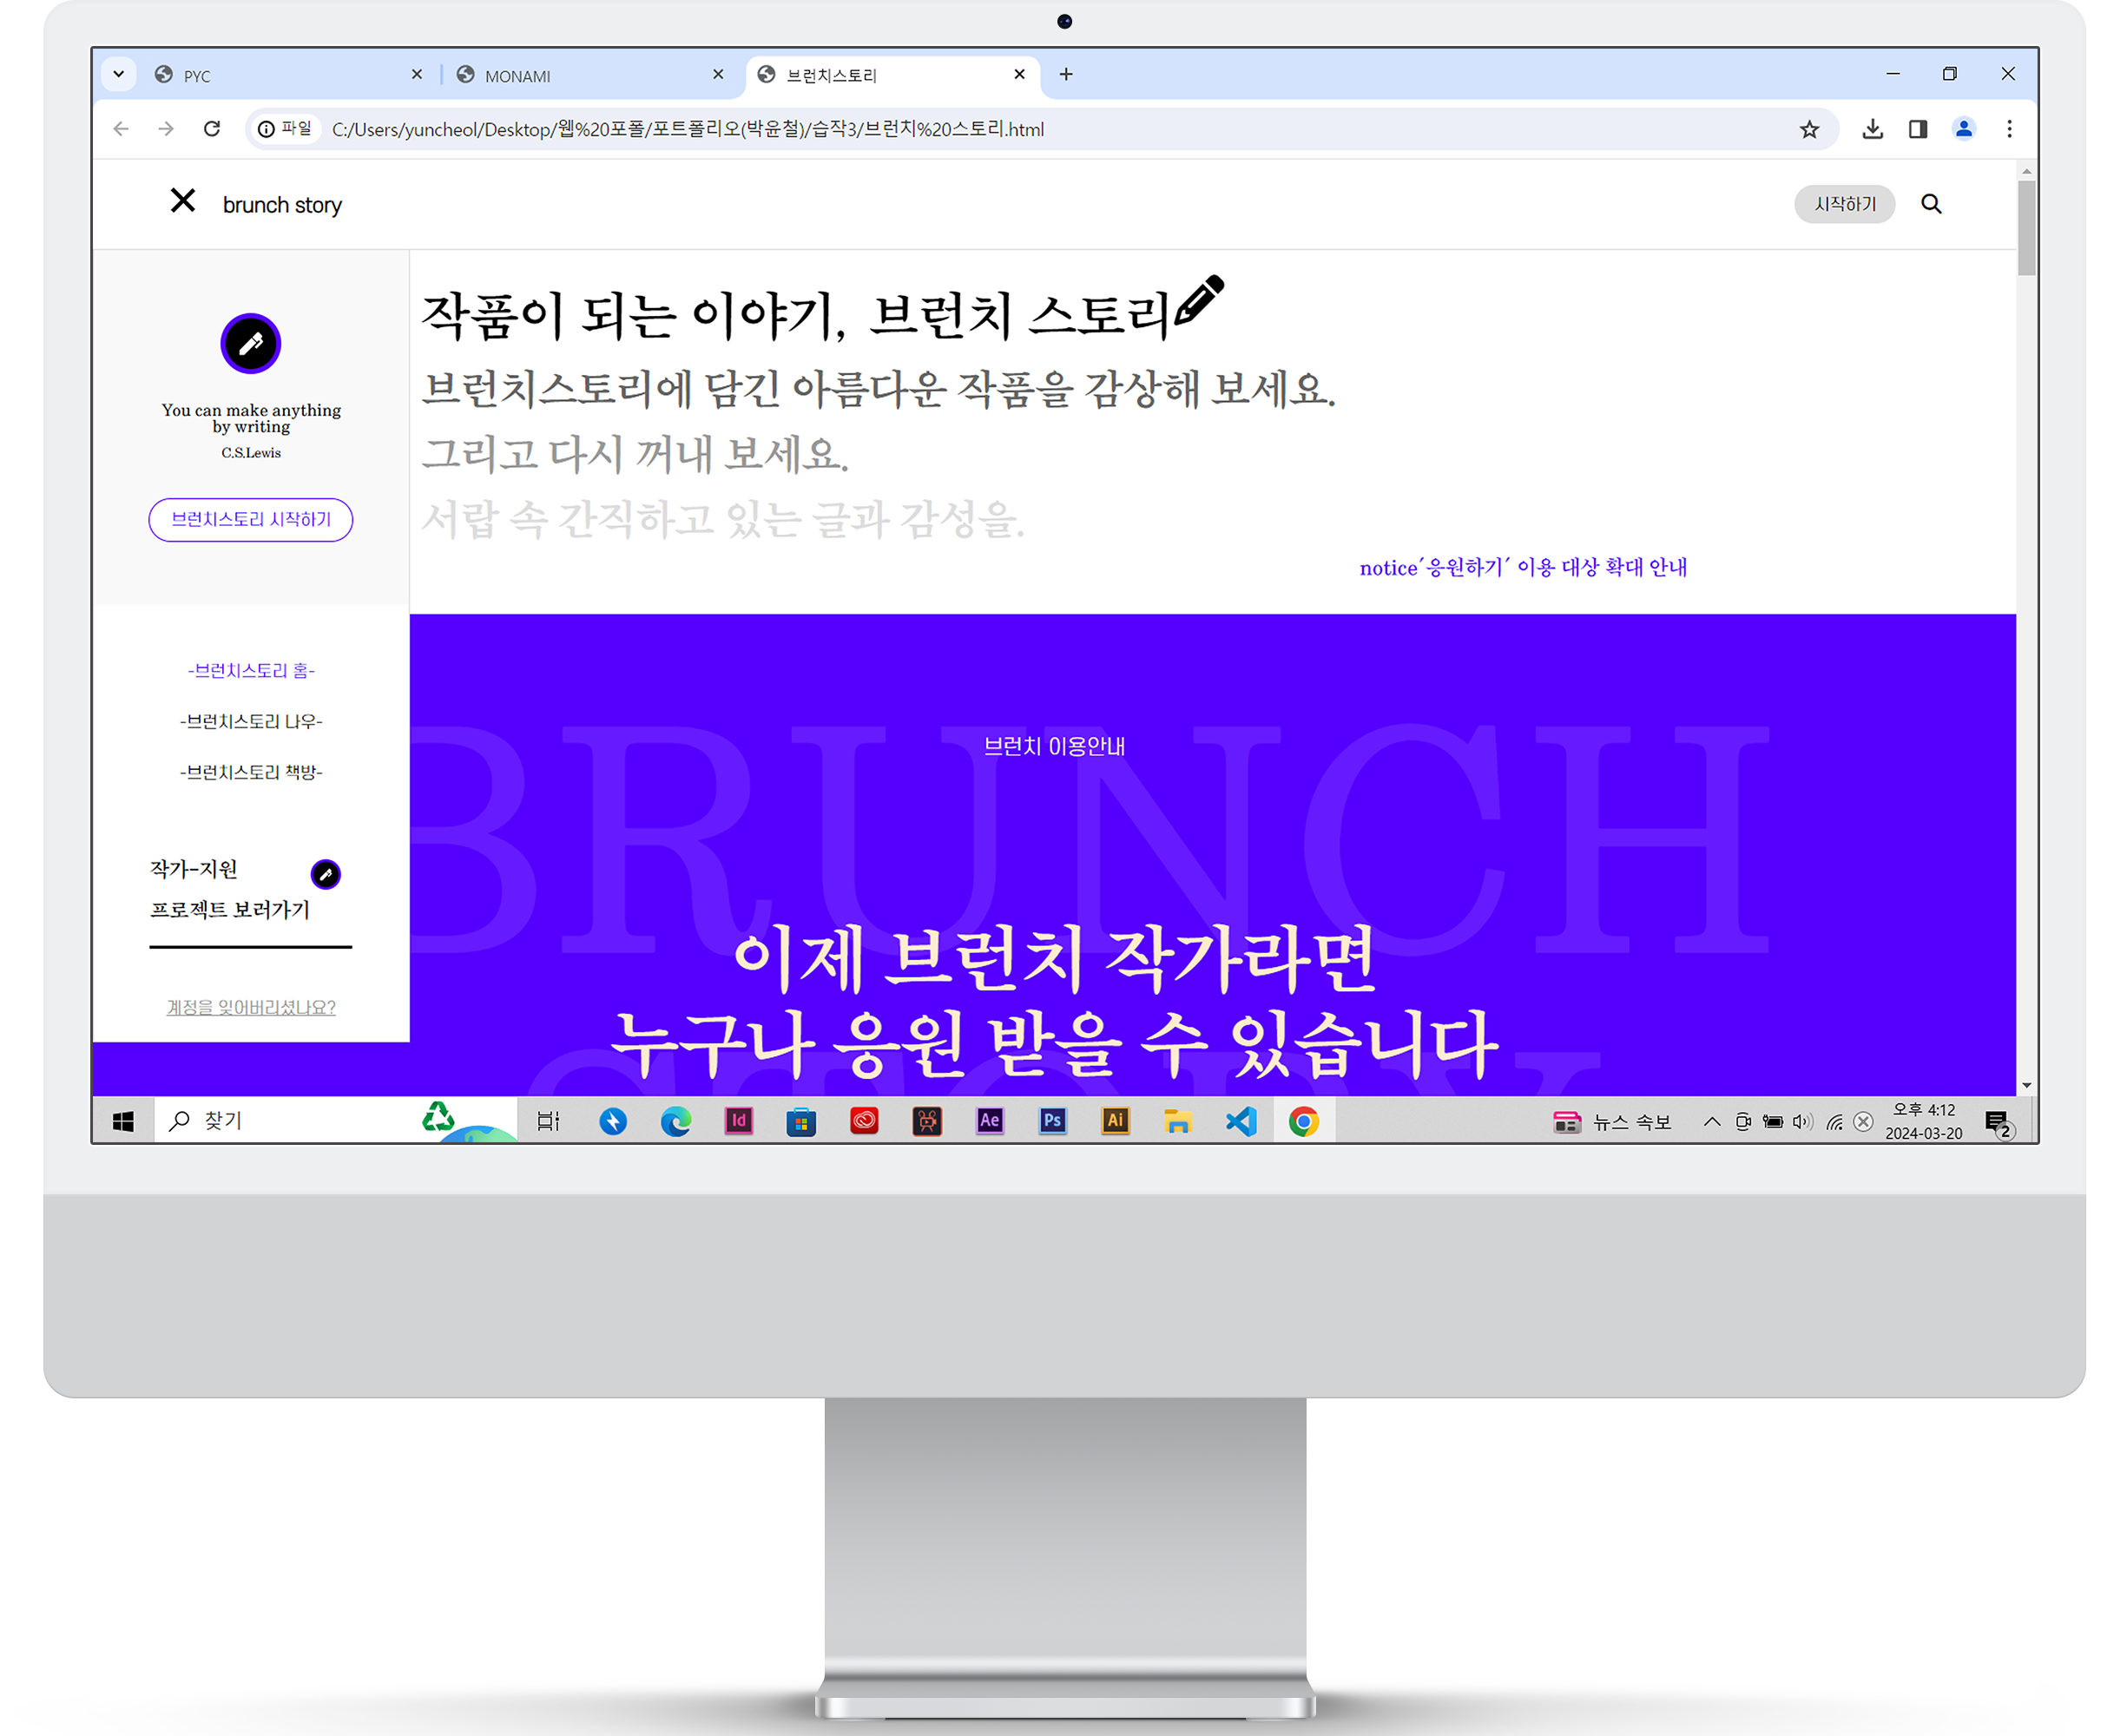 PYC
MONAMI
브런치스토리
파일
C:/Users/yuncheol/Desktop/웹%20포폴/포트폴리오(박윤철)/습작3/브런치%20스토리.html
brunch story
시작하기
You can make anything
by writing
C.S.Lewis
브런치스토리 시작하기
-브런치스토리 홈-
-브런치스토리 나우-
-브런치스토리 책방-
작가-지원
프로젝트 보러가기
계정을 잊어버리셨나요?
작품이 되는 이야기, 브런치 스토리
브런치스토리에 담긴 아름다운 작품을 감상해 보세요.
그리고 다시 꺼내 보세요.
서랍 속 간직하고 있는 글과 감성을.
notice´응원하기´ 이용 대상 확대 안내
BRUNCH
브런치 이용안내
이제 브런치 작가라면
누구나 응원 받을 수 있습니다
찾기
Id
Ae
Ps
Ai
뉴스 속보
오후 4:12
2024-03-20
2